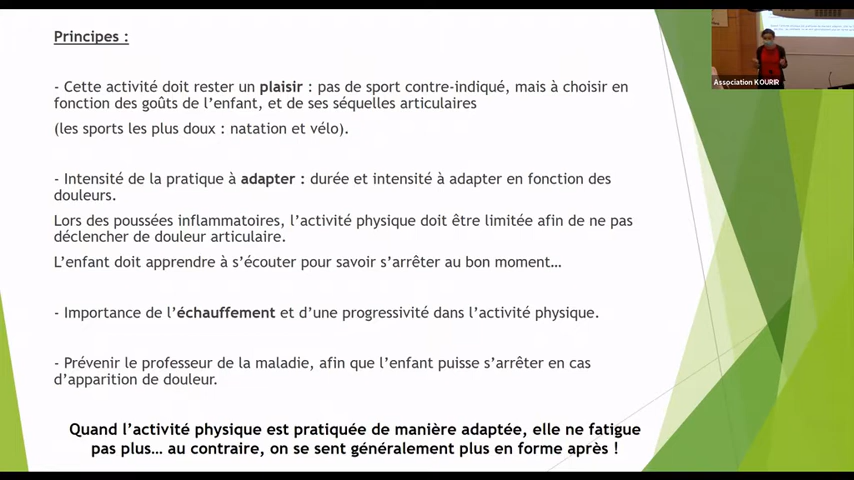 Principes :
- Cette activité doit rester un plaisir : pas de sport contre-indiqué, mais à choisir en
fonction des goûts de l’enfant, et de ses séquelles articulaires
(les sports les plus doux : natation et vélo).
- Intensité de la pratique à adapter : durée et intensité à adapter en fonction des
douleurs.
Lors des poussées inflammatoires, l’activité physique doit être limitée afin de ne pas
déclencher de douleur articulaire.
L’enfant doit apprendre à s’écouter pour savoir s’arrêter au bon moment…
- Importance de l’échauffement et d’une progressivité dans l’activité physique.
- Prévenir le professeur de la maladie, afin que l’enfant puisse s’arrêter en cas
d’apparition de douleur.
Quand l’activité physique est pratiquée de manière adaptée, elle ne fatigue
pas plus… au contraire, on se sent généralement plus en forme après !
Association KOURIR